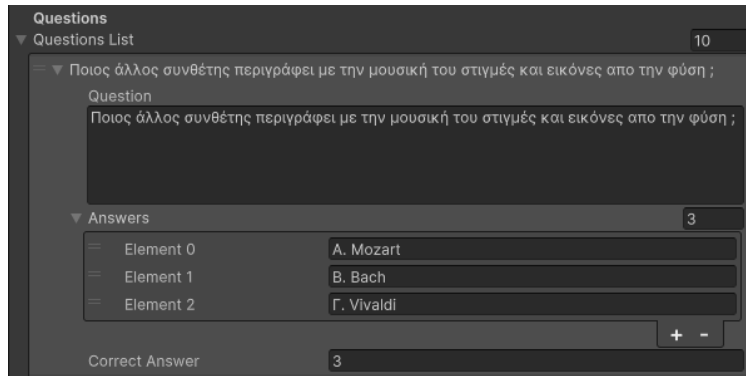 Questions
Questions List 10
Ποιος άλλος συνθέτης περιγράφει με την μουσική του στιγμές και εικόνες απο την φύση ;
Question
Ποιος άλλος συνθέτης περιγράφει με την μουσική του στιγμές και εικόνες απο την φύση ;
Answers 3
Element 0 A. Mozart
Element 1 B. Bach
Element 2 Γ. Vivaldi
+ -
Correct Answer 3